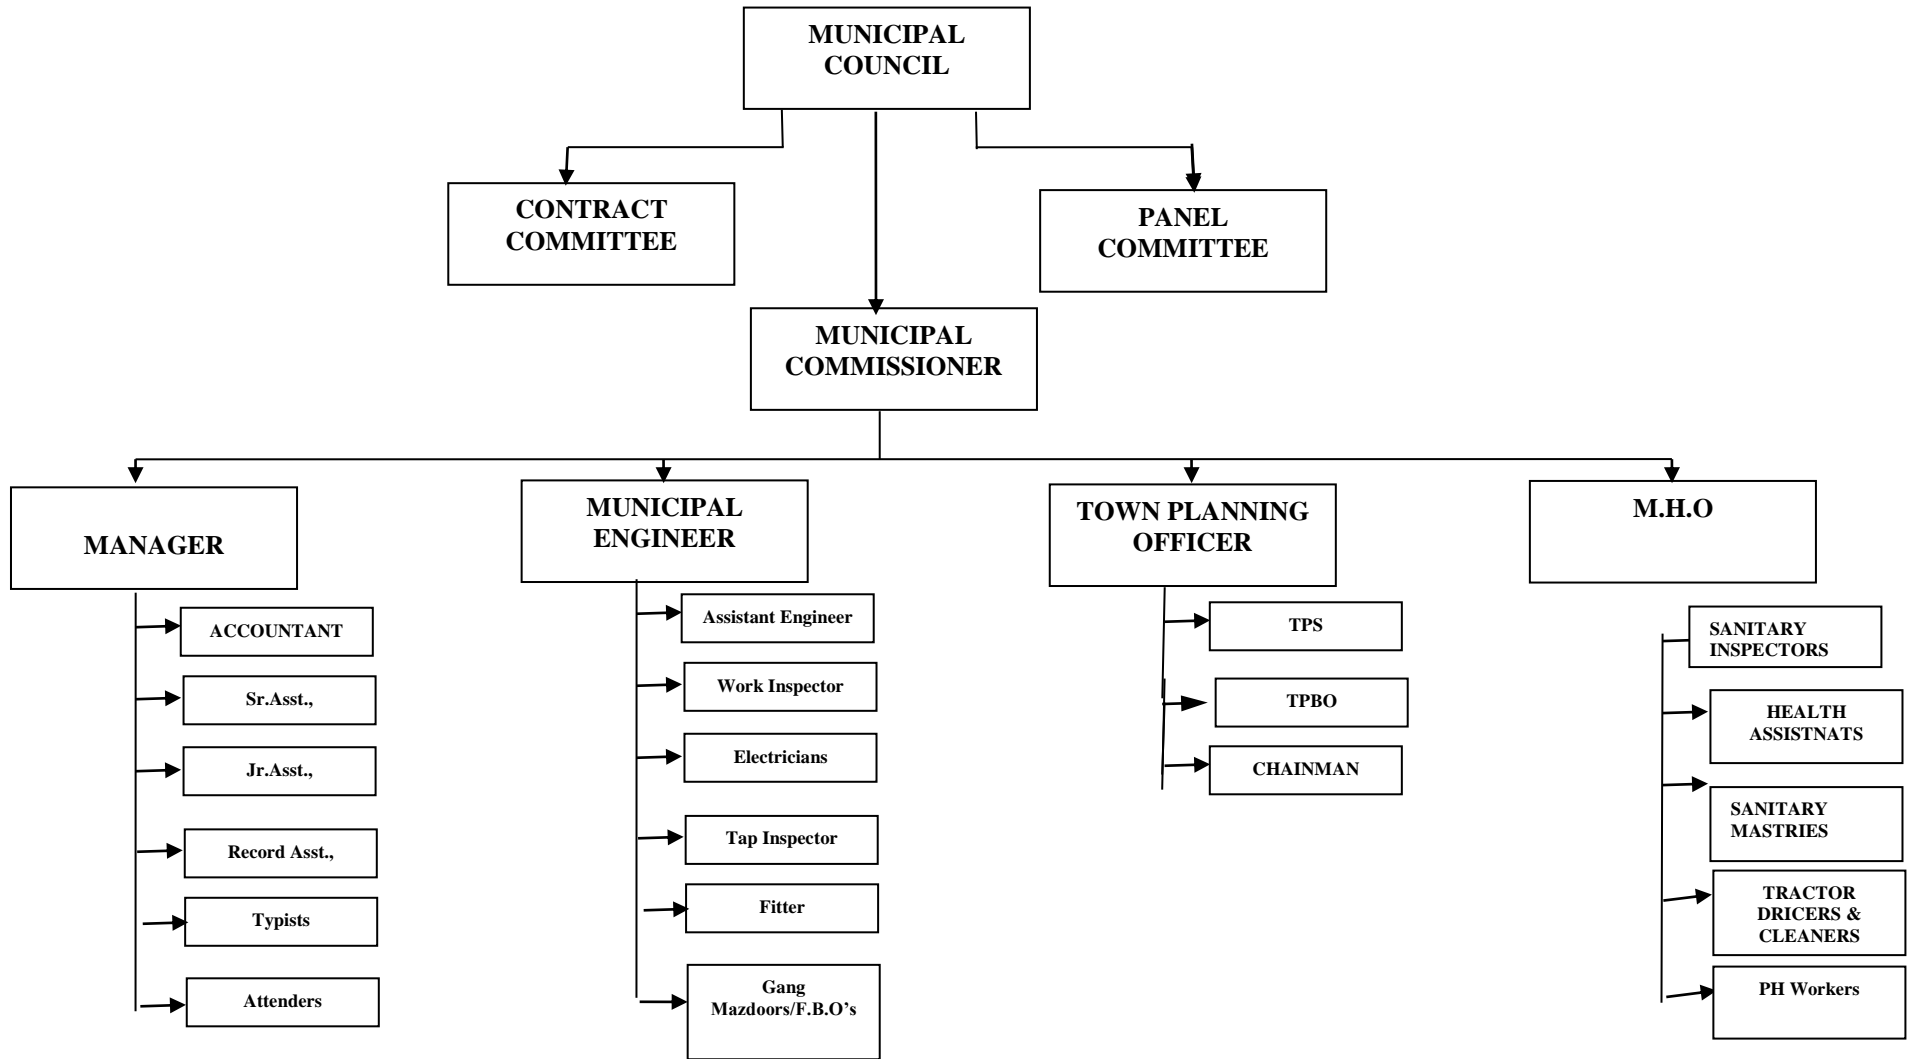 MUNICIPAL
COUNCIL
CONTRACT
COMMITTEE
PANEL
COMMITTEE
MUNICIPAL
COMMISSIONER
MANAGER
MUNICIPAL
ENGINEER
TOWN PLANNING
OFFICER
M.H.O
ACCOUNTANT
Sr.Asst.,
Jr.Asst.,
Record Asst.,
Typists
Attenders
Assistant Engineer
Work Inspector
Electricians
Tap Inspector
Fitter
Gang
Mazdoors/F.B.O’s
TPS
TPBO
CHAINMAN
SANITARY
INSPECTORS
HEALTH
ASSISTNATS
SANITARY
MASTRIES
TRACTOR
DRICERS &
CLEANERS
PH Workers